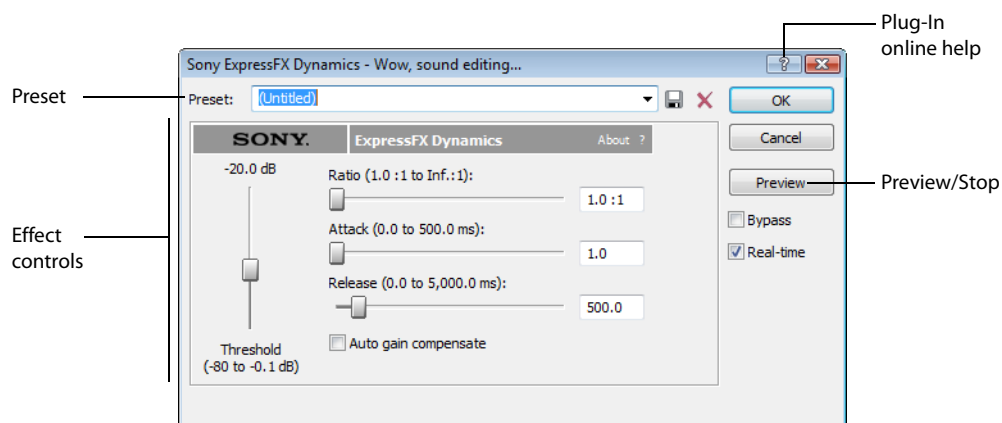 Plug-In
online help
Sony ExpressFX Dynamics - Wow, sound editing...
?
Preset
Preset:
(Untitled)
OK
SONY.
ExpressFX Dynamics
About ?
Cancel
-20.0 dB
Ratio (1.0 :1 to Inf.:1):
1.0 :1
Preview
Preview/Stop
Attack (0.0 to 500.0 ms):
1.0
Bypass
Effect
controls
Real-time
Release (0.0 to 5,000.0 ms):
500.0
Threshold
(-80 to -0.1 dB)
Auto gain compensate